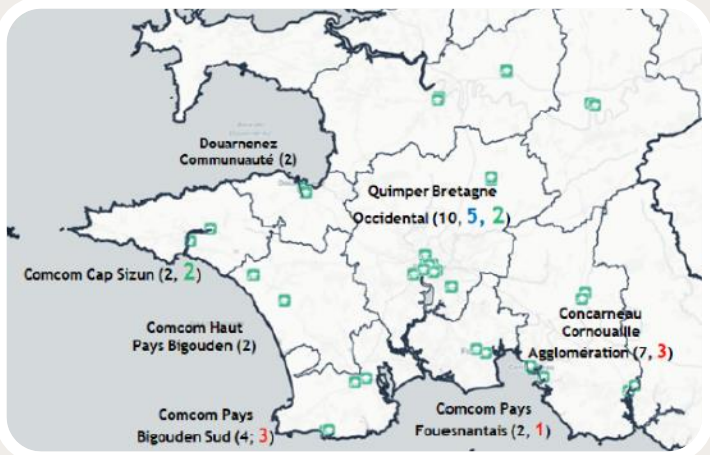 Douarnenez
Communuaté (2)
Quimper Bretagne
Occidental (10, 5, 2)
Comcom Cap Sizun (2, 2)
Concarneau
Cornouaille
Agglomération (7, 3)
Comcom Haut
Pays Bigouden (2)
Comcom Pays
Bigouden Sud (4; 3)
Comcom Pays
Fouesnantais (2, 1)